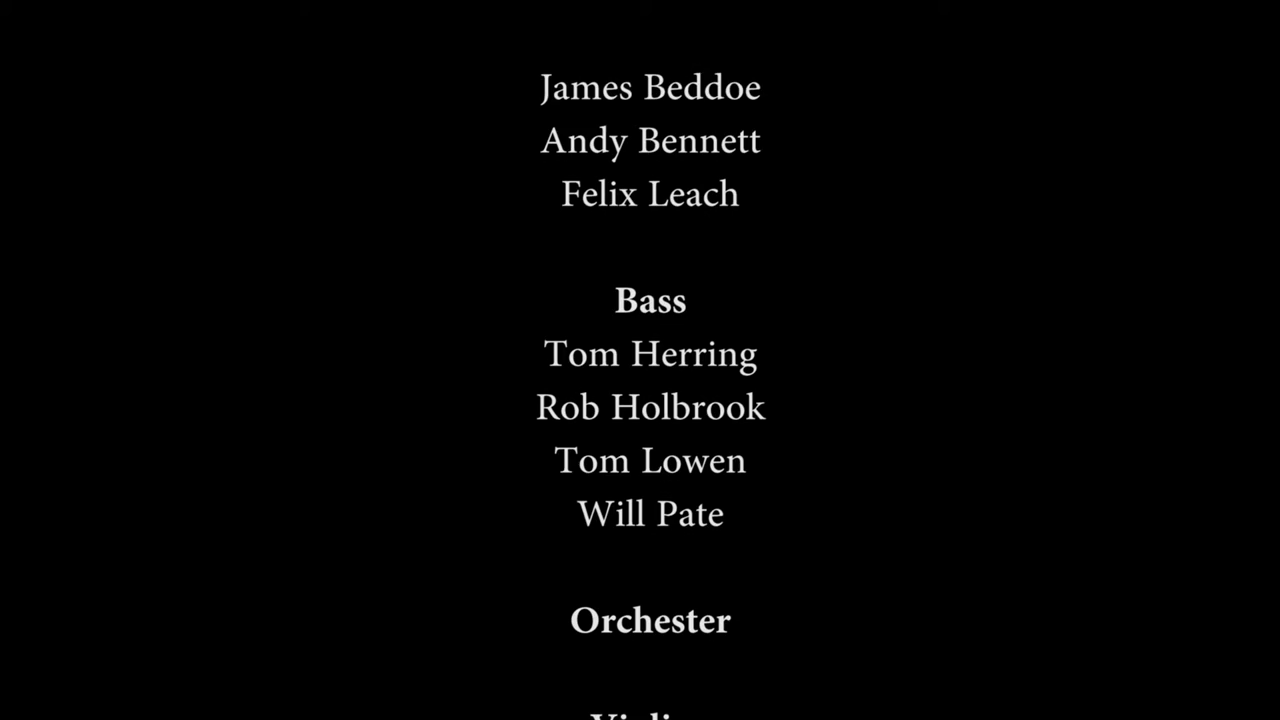 James Beddoe
Andy Bennett
Felix Leach
Bass
Tom Herring
Rob Holbrook
Tom Lowen
Will Pate
Orchester